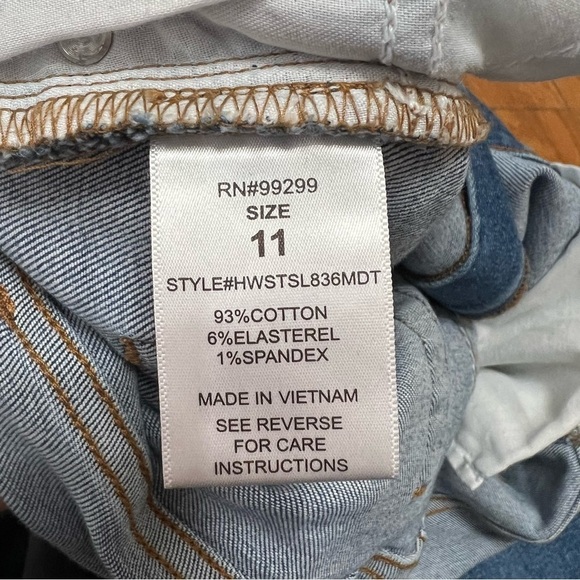 RN#99299
SIZE
11
STYLE#HWSTSL836MDT
93%COTTON
6%ELASTEREL
1%SPANDEX
MADE IN VIETNAM
SEE REVERSE
FOR CARE
INSTRUCTIONS